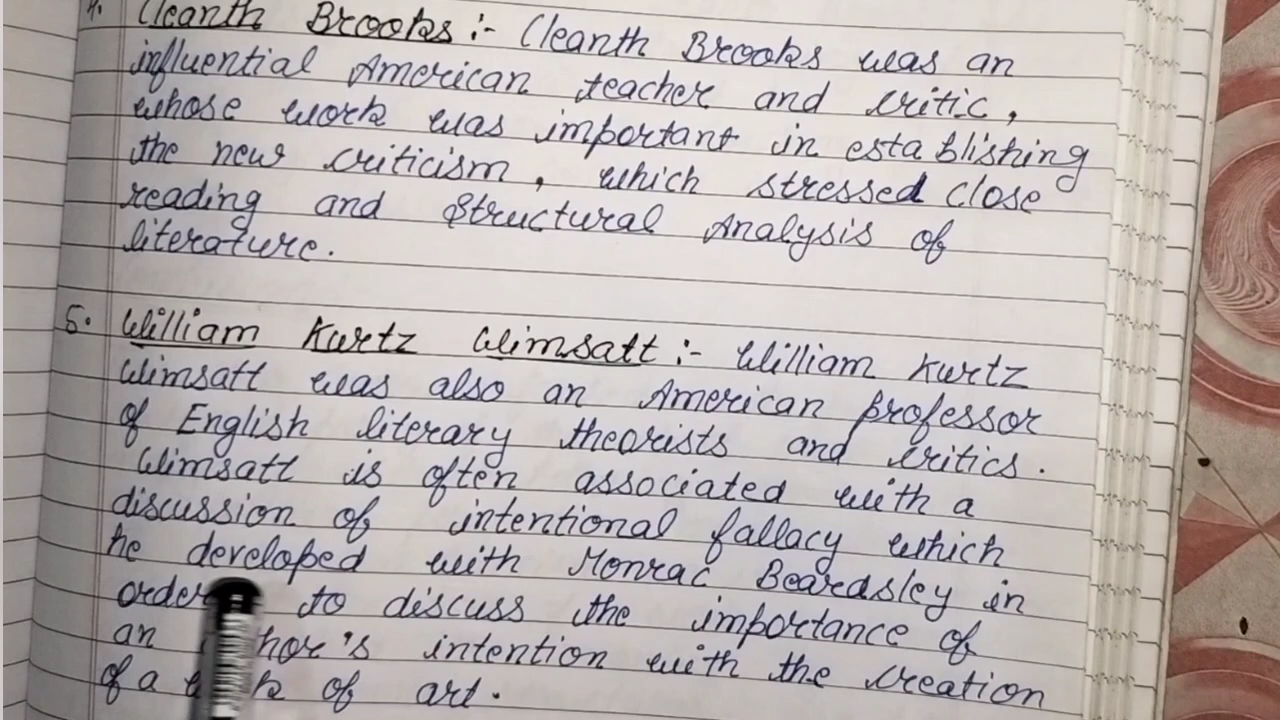 4. Cleanth Brooks :- Cleanth Brooks was an
influential American teacher and critic,
whose work was important in establishing
the new criticism, which stressed close
reading and Structural Analysis of
literature.
5. William Kurtz Wimsatt :- William Kurtz
Wimsatt was also an American professor
of English literary theorists and critics.
Wimsatt is often associated with a
discussion of intentional fallacy which
he developed with Monrac Beardsley in
order to discuss the importance of
an hor's intention with the creation
of a of art.